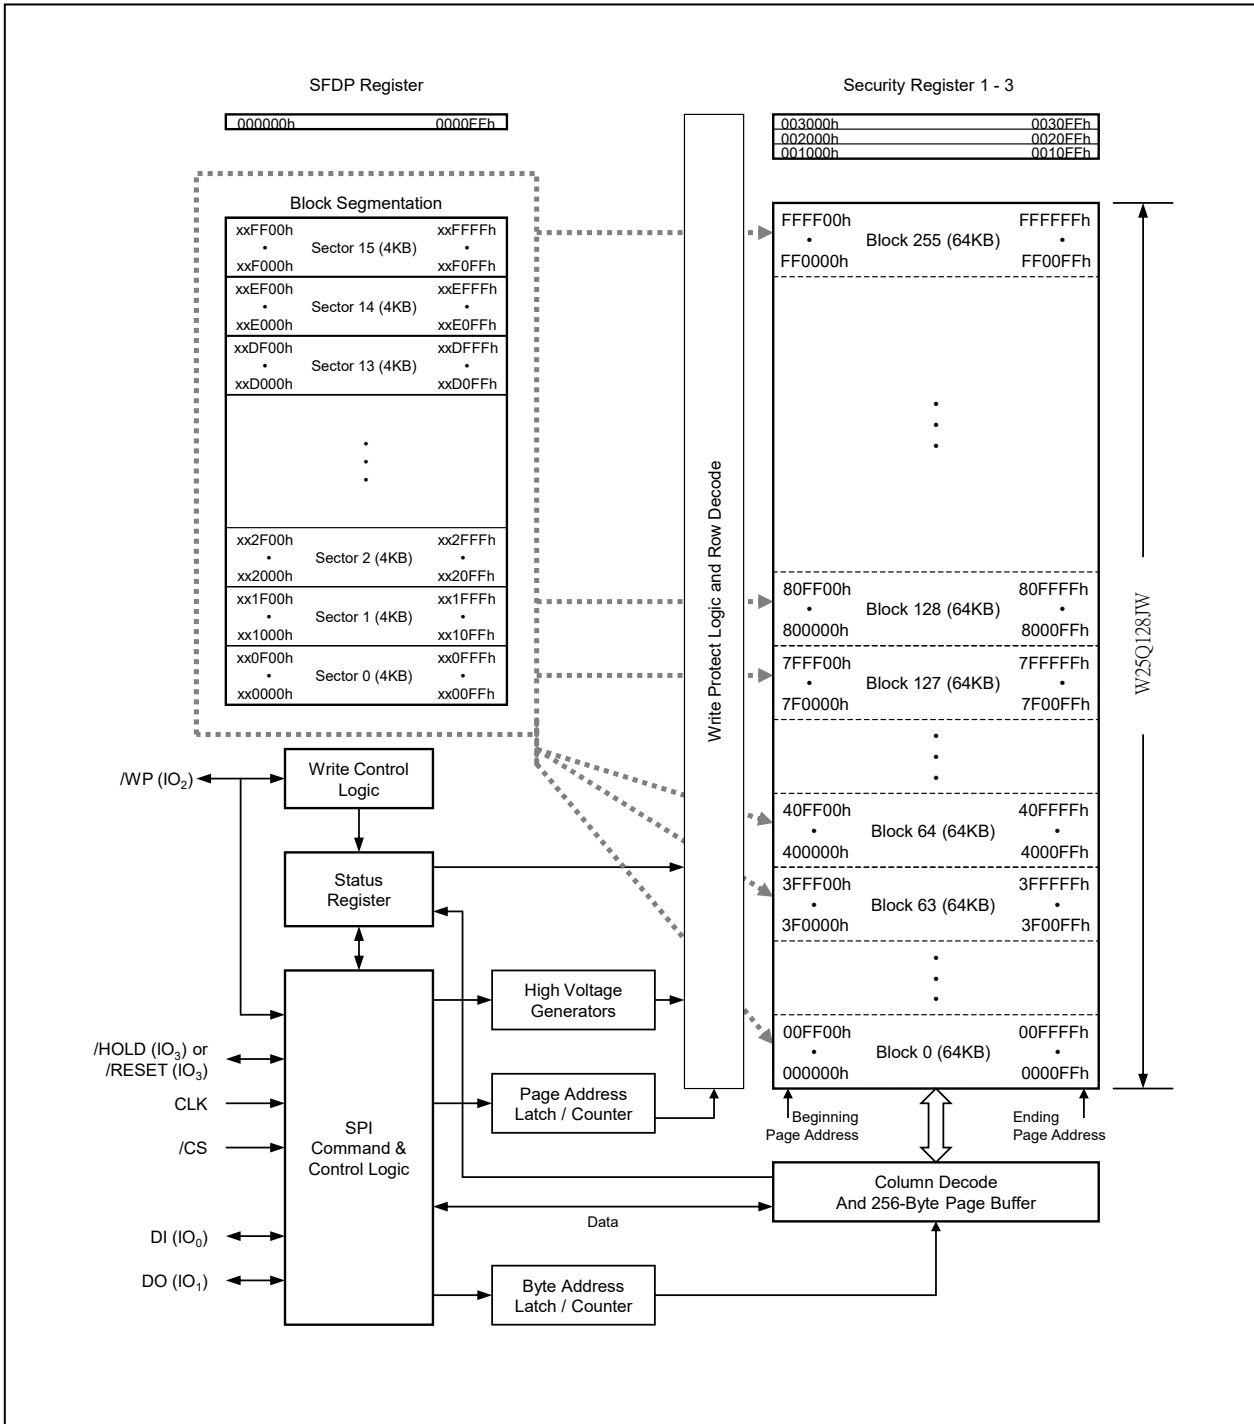 SFDP Register
000000h 0000FFh
Security Register 1 - 3
003000h 0030FFh
002000h 0020FFh
001000h 0010FFh
Block Segmentation
xxFF00h xxFFFFh
• Sector 15 (4KB) •
xxF000h xxF0FFh
xxEF00h xxEFFFh
• Sector 14 (4KB) •
xxE000h xxE0FFh
xxDF00h xxDFFFh
• Sector 13 (4KB) •
xxD000h xxD0FFh
xx2F00h xx2FFFh
• Sector 2 (4KB) •
xx2000h xx20FFh
xx1F00h xx1FFFh
• Sector 1 (4KB) •
xx1000h xx10FFh
xx0F00h xx0FFFh
• Sector 0 (4KB) •
xx0000h xx00FFh
Write Protect Logic and Row Decode
FFFF00h FFFFFFh
• Block 255 (64KB) •
FF0000h FF00FFh
80FF00h 80FFFFh
• Block 128 (64KB) •
800000h 8000FFh
7FFF00h 7FFFFFh
• Block 127 (64KB) •
7F0000h 7F00FFh
40FF00h 40FFFFh
• Block 64 (64KB) •
400000h 4000FFh
3FFF00h 3FFFFFh
• Block 63 (64KB) •
3F0000h 3F00FFh
00FF00h 00FFFFh
• Block 0 (64KB) •
000000h 0000FFh
W25Q128JW
Beginning
Page Address
Ending
Page Address
/WP (IO2)
Write Control
Logic
Status
Register
High Voltage
Generators
/HOLD (IO3) or
/RESET (IO3)
CLK
/CS
DI (IO0)
DO (IO1)
SPI
Command &
Control Logic
Page Address
Latch / Counter
Column Decode
And 256-Byte Page Buffer
Data
Byte Address
Latch / Counter